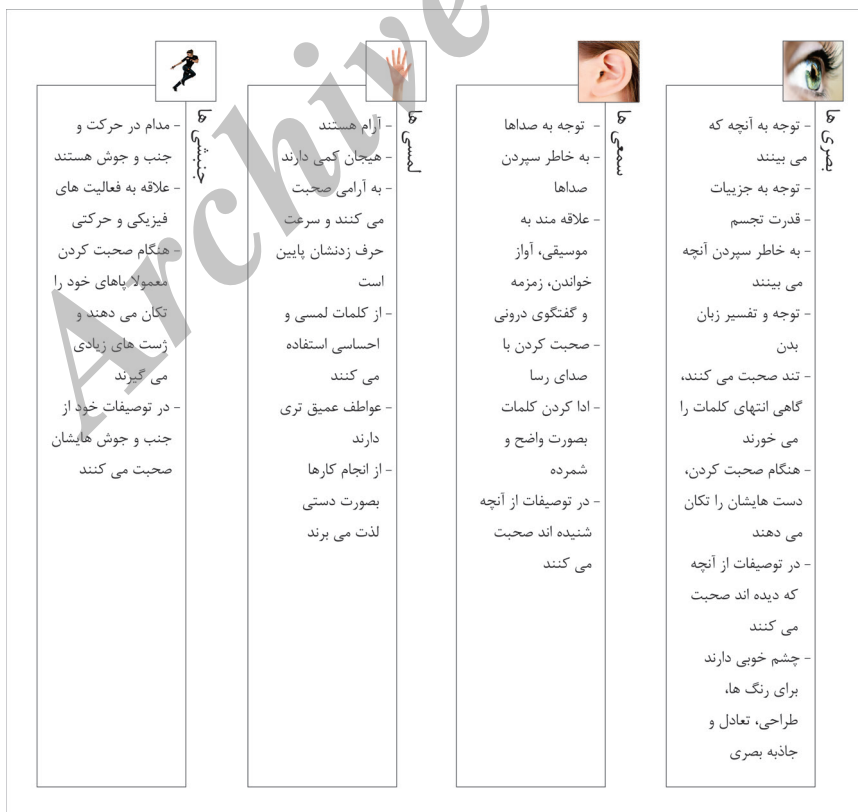 بصری ها
- توجه به آنچه که
می بینند
- توجه به جزییات
- قدرت تجسم
- به خاطر سپردن آنچه
می بینند
- توجه و تفسیر زبان
بدن
- تند صحبت می کنند،
گاهی انتهای کلمات را
می خورند
- هنگام صحبت کردن،
دست هایشان را تکان
می دهند
- در توصیفات از آنچه
که دیده اند صحبت
می کنند
- چشم خوبی دارند
برای رنگ ها،
طراحی، تعادل و
جاذبه بصری
سمعی ها
- توجه به صداها
- به خاطر سپردن
صداها
- علاقه مند به
موسیقی، آواز
خواندن، زمزمه
و گفتگوی درونی
- صحبت کردن با
صدای رسا
- ادا کردن کلمات
بصورت واضح و
شمرده
- در توصیفات از آنچه
شنیده اند صحبت
می کنند
لمسی ها
- آرام هستند
- هیجان کمی دارند
- به آرامی صحبت
می کنند و سرعت
حرف زدنشان پایین
است
- از کلمات لمسی و
احساسی استفاده
می کنند
- عواطف عمیق تری
دارند
- از انجام کارها
بصورت دستی
لذت می برند
جنبشی ها
- مدام در حرکت و
جنب و جوش هستند
- علاقه به فعالیت های
فیزیکی و حرکتی
- هنگام صحبت کردن
معمولا پاهای خود را
تکان می دهند و
ژست های زیادی
می گیرند
- در توصیفات خود از
جنب و جوش هایشان
صحبت می کنند
Archive